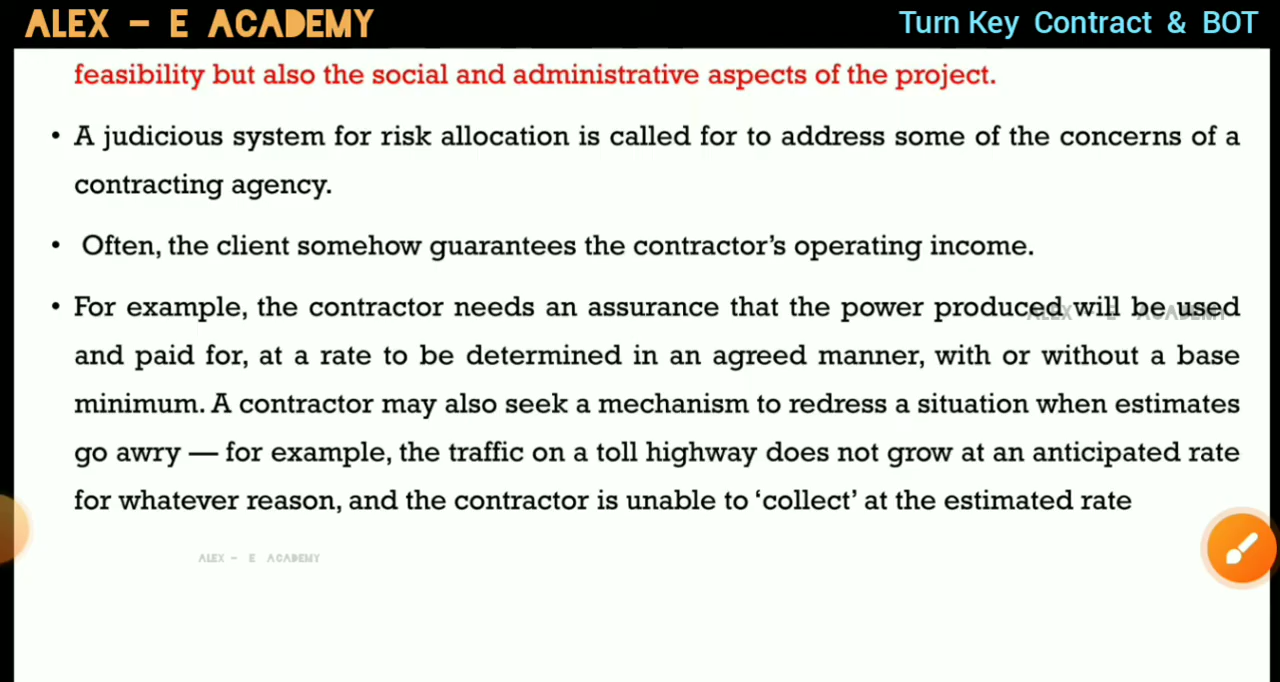 ALEX - E ACADEMY
Turn Key Contract & BOT
feasibility but also the social and administrative aspects of the project.
• A judicious system for risk allocation is called for to address some of the concerns of a
contracting agency.
• Often, the client somehow guarantees the contractor’s operating income.
• For example, the contractor needs an assurance that the power produced will be used
ALEX - E ACADEMY
and paid for, at a rate to be determined in an agreed manner, with or without a base
minimum. A contractor may also seek a mechanism to redress a situation when estimates
go awry — for example, the traffic on a toll highway does not grow at an anticipated rate
for whatever reason, and the contractor is unable to ‘collect’ at the estimated rate
ALEX - E ACADEMY